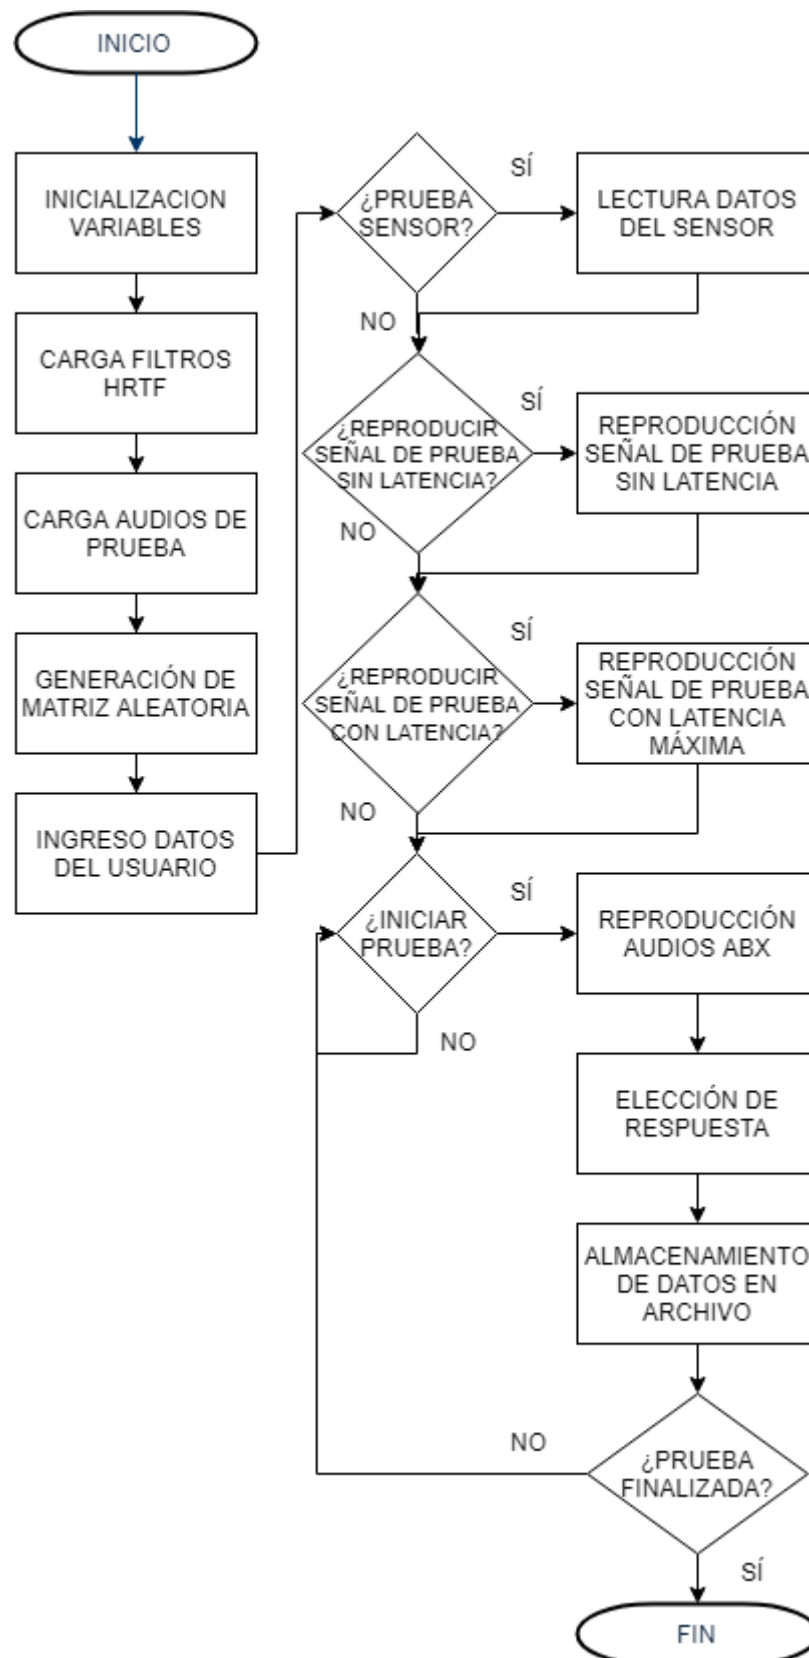 INICIO
INICIALIZACION
VARIABLES
CARGA FILTROS
HRTF
CARGA AUDIOS DE
PRUEBA
GENERACIÓN DE
MATRIZ ALEATORIA
INGRESO DATOS
DEL USUARIO
¿PRUEBA
SENSOR?
SÍ
LECTURA DATOS
DEL SENSOR
NO
¿REPRODUCIR
SEÑAL DE PRUEBA
SIN LATENCIA?
SÍ
REPRODUCCIÓN
SEÑAL DE PRUEBA
SIN LATENCIA
NO
¿REPRODUCIR
SEÑAL DE PRUEBA
CON LATENCIA?
SÍ
REPRODUCCIÓN
SEÑAL DE PRUEBA
CON LATENCIA
MÁXIMA
NO
¿INICIAR
PRUEBA?
SÍ
REPRODUCCIÓN
AUDIOS ABX
NO
ELECCIÓN DE
RESPUESTA
ALMACENAMIENTO
DE DATOS EN
ARCHIVO
NO
¿PRUEBA
FINALIZADA?
SÍ
FIN